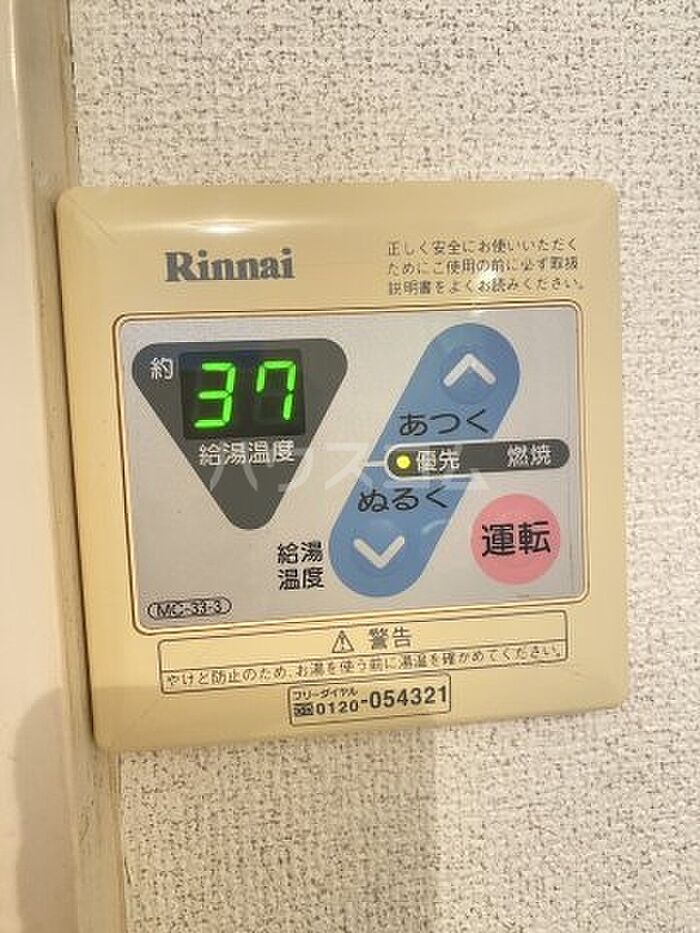 Rinnai
正しく安全にお使いいただく
ためにご使用の前に必ず取扱
説明書をよくお読みください。
約
37
給湯温度
あつく
優先 燃焼
ぬるく
給湯
温度
運転
MC-33-3
⚠ 警告
やけど防止のため、お湯を使う前に湯温を確かめてください。
フリーダイヤル
0120-054321
ハウスコム